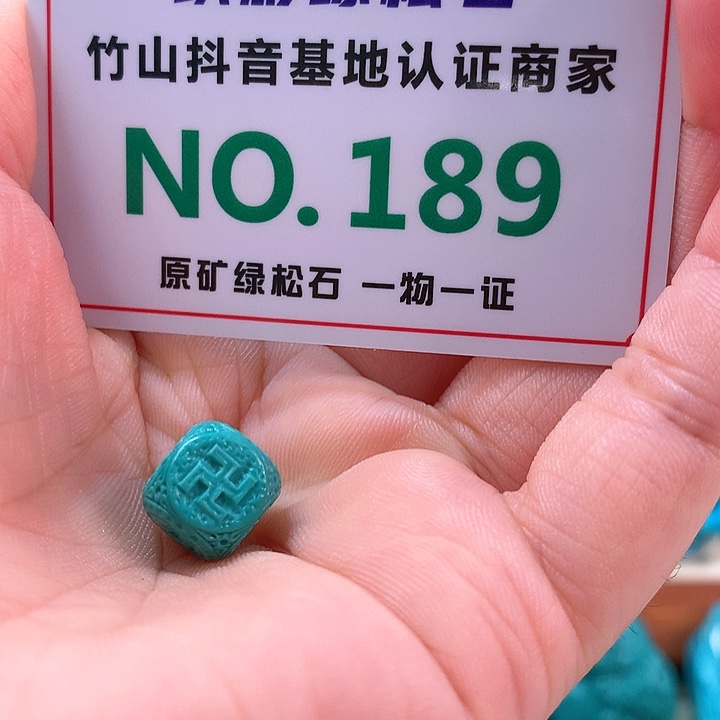 竹山抖音基地认证商家
NO.189
原矿绿松石 一物一证